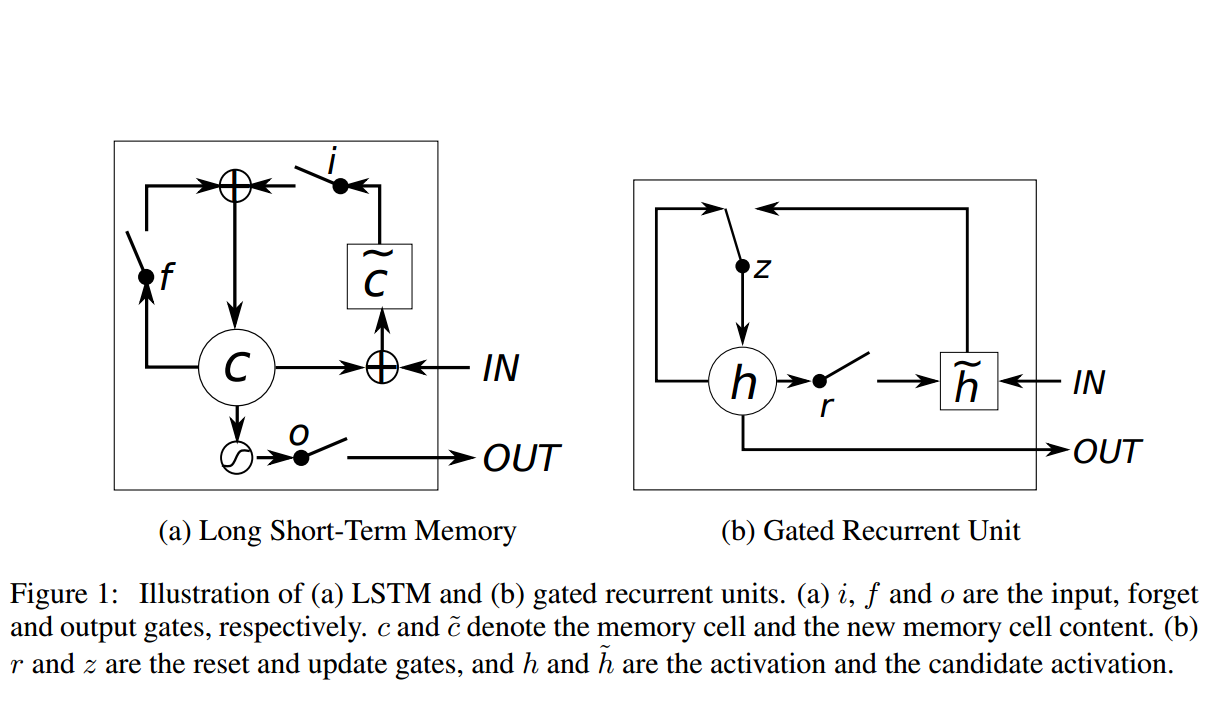 i
f
c̃
c
IN
o
OUT
z
h
r
h̃
IN
OUT
(a) Long Short-Term Memory
(b) Gated Recurrent Unit
Figure 1: Illustration of (a) LSTM and (b) gated recurrent units. (a) i, f and o are the input, forget
and output gates, respectively. c and c̃ denote the memory cell and the new memory cell content. (b)
r and z are the reset and update gates, and h and h̃ are the activation and the candidate activation.